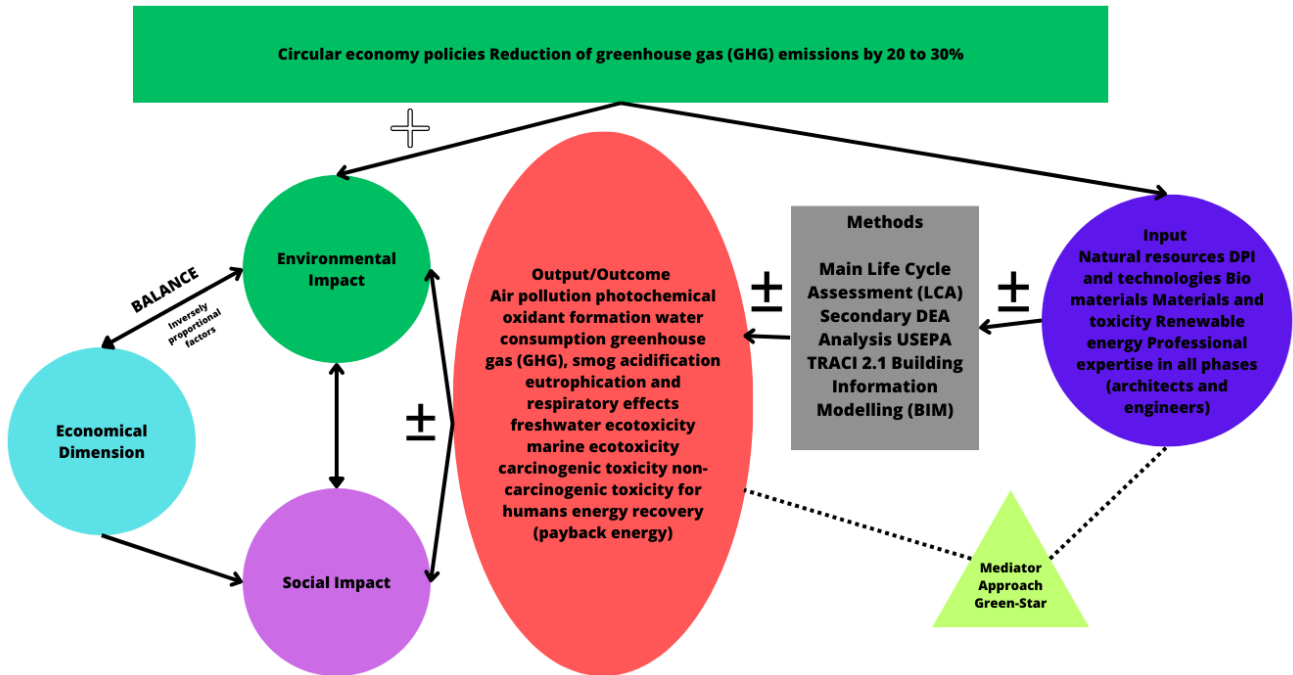 Circular economy policies Reduction of greenhouse gas (GHG) emissions by 20 to 30%
Environmental
Impact
BALANCE
Inversely
proportional
factors
Economical
Dimension
Social Impact
±
Output/Outcome
Air pollution photochemical
oxidant formation water
consumption greenhouse
gas (GHG), smog acidification
eutrophication and
respiratory effects
freshwater ecotoxicity
marine ecotoxicity
carcinogenic toxicity non-
carcinogenic toxicity for
humans energy recovery
(payback energy)
±
Methods
Main Life Cycle
Assessment (LCA)
Secondary DEA
Analysis USEPA
TRACI 2.1 Building
Information
Modelling (BIM)
±
Input
Natural resources DPI
and technologies Bio
materials Materials and
toxicity Renewable
energy Professional
expertise in all phases
(architects and
engineers)
Mediator
Approach
Green-Star